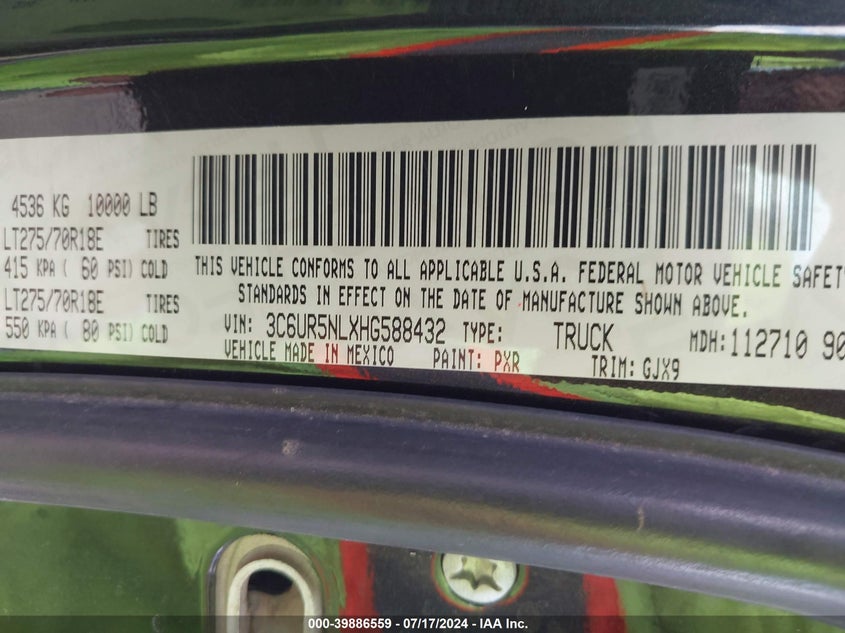 4536 KG 10000 LB
LT275/70R18E TIRES
415 KPA ( 60 PSI) COLD
LT275/70R18E TIRES
550 KPA ( 80 PSI) COLD
THIS VEHICLE CONFORMS TO ALL APPLICABLE U.S.A. FEDERAL MOTOR VEHICLE SAFETY
STANDARDS IN EFFECT ON THE DATE OF MANUFACTURE SHOWN ABOVE.
VIN: 3C6UR5NLXHG588432 TYPE: TRUCK MDH: 112710 90
VEHICLE MADE IN MEXICO PAINT: PXR TRIM: GJX9
000-39886559 - 07/17/2024 - IAA Inc.